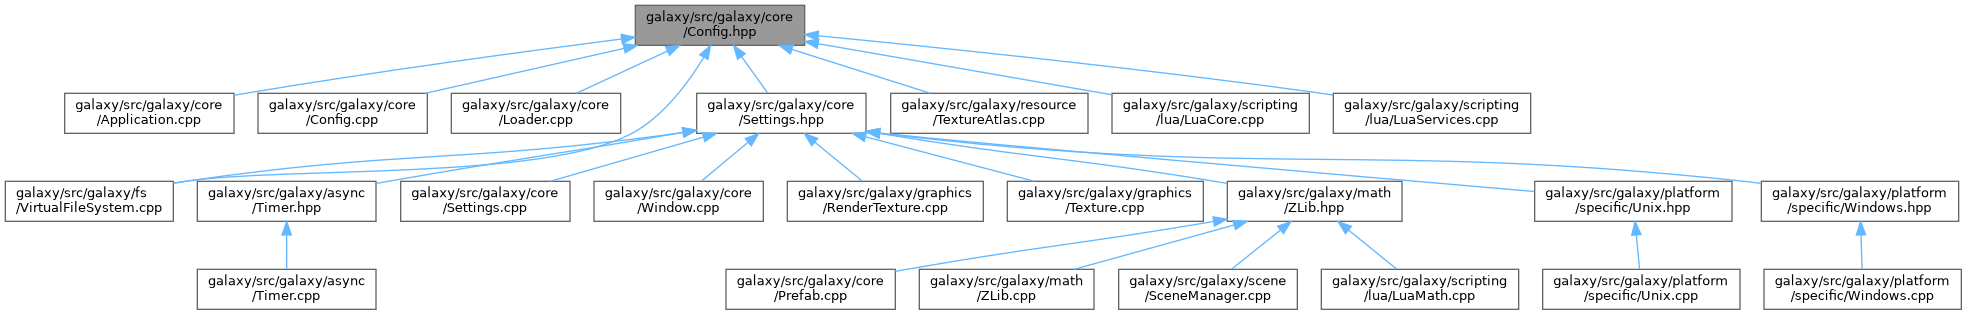 galaxy/src/galaxy/core
/Config.hpp
galaxy/src/galaxy/core
/Application.cpp
galaxy/src/galaxy/core
/Config.cpp
galaxy/src/galaxy/core
/Loader.cpp
galaxy/src/galaxy/core
/Settings.hpp
galaxy/src/galaxy/resource
/TextureAtlas.cpp
galaxy/src/galaxy/scripting
/lua/LuaCore.cpp
galaxy/src/galaxy/scripting
/lua/LuaServices.cpp
galaxy/src/galaxy/fs
/VirtualFileSystem.cpp
galaxy/src/galaxy/async
/Timer.hpp
galaxy/src/galaxy/core
/Settings.cpp
galaxy/src/galaxy/core
/Window.cpp
galaxy/src/galaxy/graphics
/RenderTexture.cpp
galaxy/src/galaxy/graphics
/Texture.cpp
galaxy/src/galaxy/math
/ZLib.hpp
galaxy/src/galaxy/platform
/specific/Unix.hpp
galaxy/src/galaxy/platform
/specific/Windows.hpp
galaxy/src/galaxy/async
/Timer.cpp
galaxy/src/galaxy/core
/Prefab.cpp
galaxy/src/galaxy/math
/ZLib.cpp
galaxy/src/galaxy/scene
/SceneManager.cpp
galaxy/src/galaxy/scripting
/lua/LuaMath.cpp
galaxy/src/galaxy/platform
/specific/Unix.cpp
galaxy/src/galaxy/platform
/specific/Windows.cpp